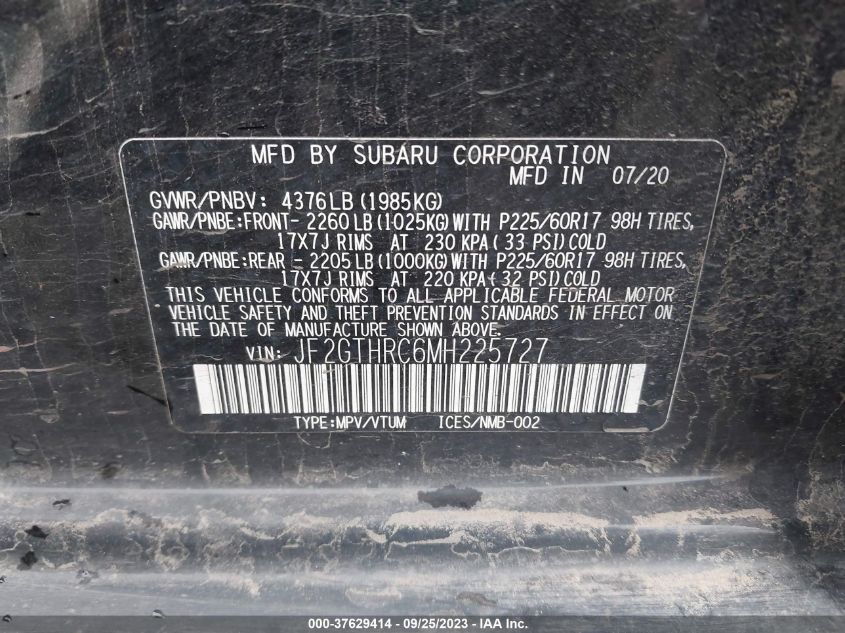 MFD BY SUBARU CORPORATION
MFD IN 07/20
GVWR/PNBV: 4376LB (1985KG)
GAWR/PNBE:FRONT- 2260 LB (1025KG) WITH P225/60R17 98H TIRES,
17X7J RIMS AT 230 KPA ( 33 PSI) COLD
GAWR/PNBE:REAR - 2205 LB (1000KG) WITH P225/60R17 98H TIRES,
17X7J RIMS AT 220 KPA ( 32 PSI) COLD
THIS VEHICLE CONFORMS TO ALL APPLICABLE FEDERAL MOTOR
VEHICLE SAFETY AND THEFT PREVENTION STANDARDS IN EFFECT ON
THE DATE OF MANUFACTURE SHOWN ABOVE.
VIN: JF2GTHRC6MH225727
TYPE:MPV/VTUM ICES/NMB-002
000-37629414 - 09/25/2023 - IAA Inc.